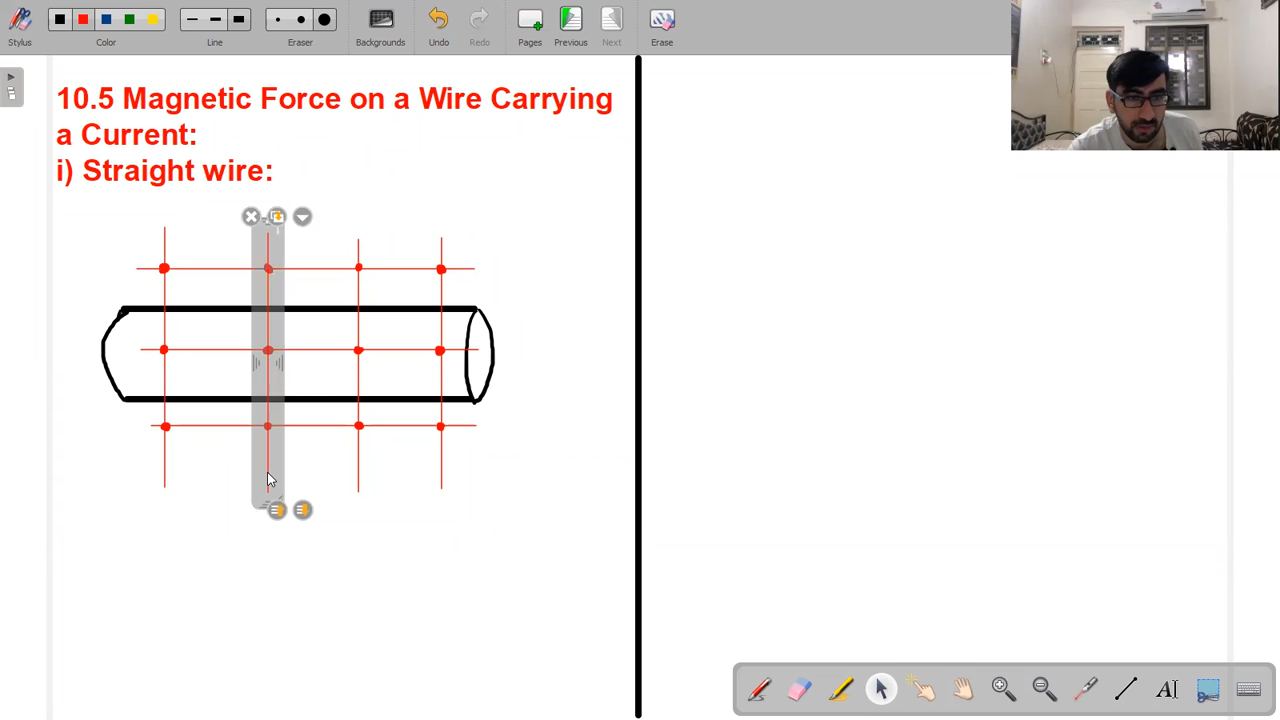 Stylus
Color
Line
Eraser
Backgrounds
Undo
Redo
Pages
Previous
Next
Erase
10.5 Magnetic Force on a Wire Carrying
a Current:
i) Straight wire:
AI